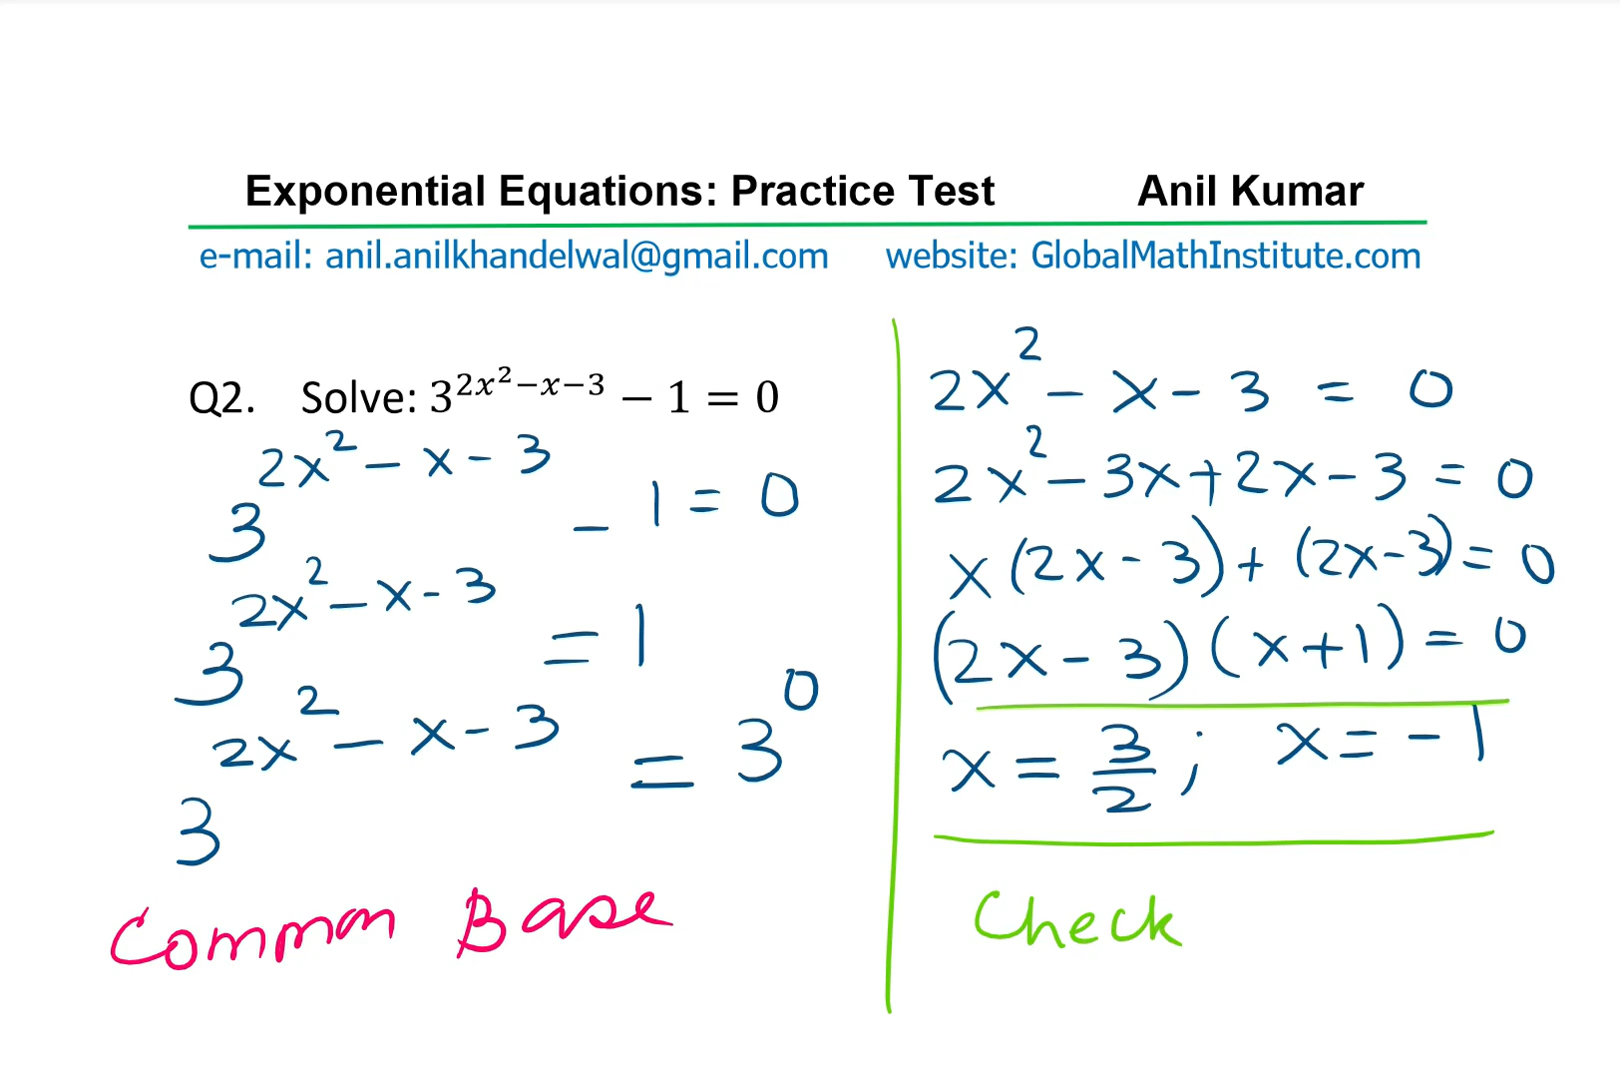 Exponential Equations: Practice Test Anil Kumar
e-mail: anil.anilkhandelwal@gmail.com website: GlobalMathInstitute.com
Q2. Solve: 3^{2x²−x−3} − 1 = 0
3^{2x²−x−3} − 1 = 0
3^{2x²−x−3} = 1
3^{2x²−x−3} = 3⁰
Common Base
2x² − x − 3 = 0
2x² − 3x + 2x − 3 = 0
x(2x − 3) + (2x − 3) = 0
(2x − 3)(x + 1) = 0
x = 3/2 ; x = −1
Check